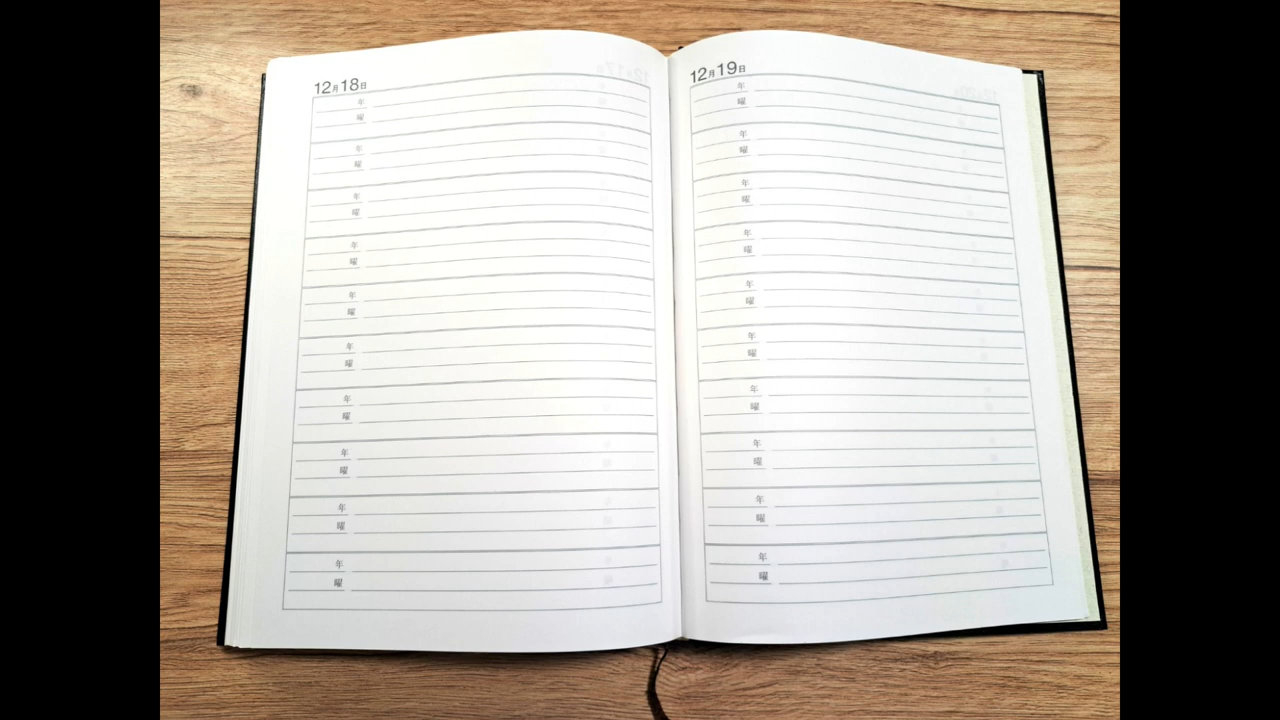 12月18日
年
曜
年
曜
年
曜
年
曜
年
曜
年
曜
年
曜
年
曜
年
曜
年
曜
12月19日
年
曜
年
曜
年
曜
年
曜
年
曜
年
曜
年
曜
年
曜
年
曜
年
曜